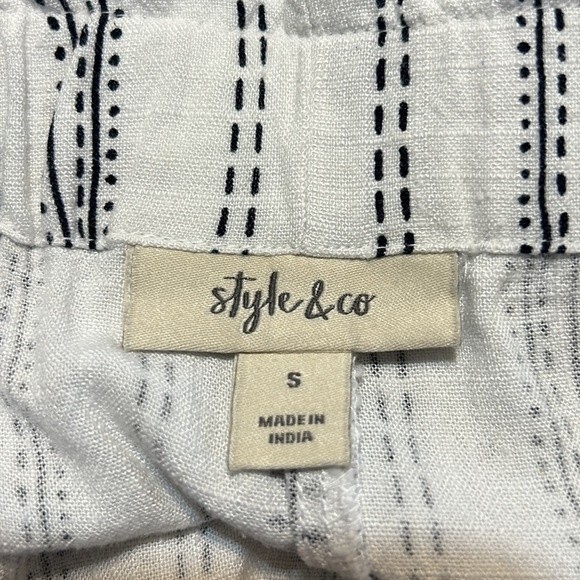 style & co
S
MADE IN
INDIA